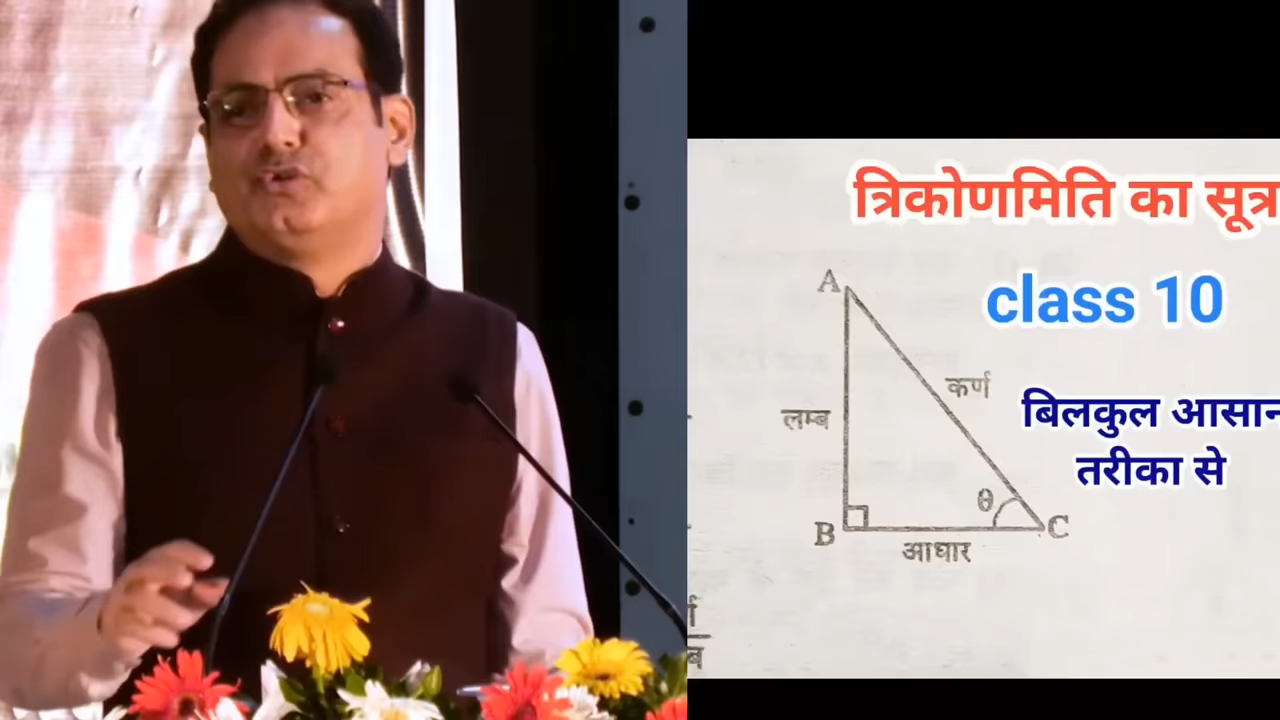 त्रिकोणमिति का सूत्र
class 10
A
कर्ण
लम्ब
बिलकुल आसान
तरीका से
θ
B
C
आधार